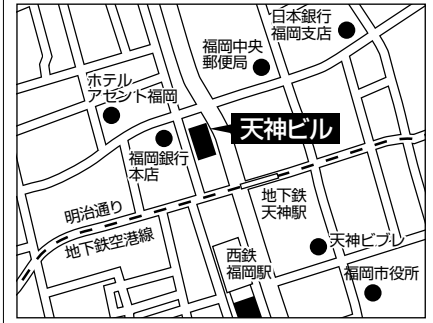 日本銀行
福岡支店
福岡中央
郵便局
ホテル
アセント福岡
天神ビル
福岡銀行
本店
明治通り
地下鉄空港線
地下鉄
天神駅
天神ビブレ
西鉄
福岡駅
福岡市役所